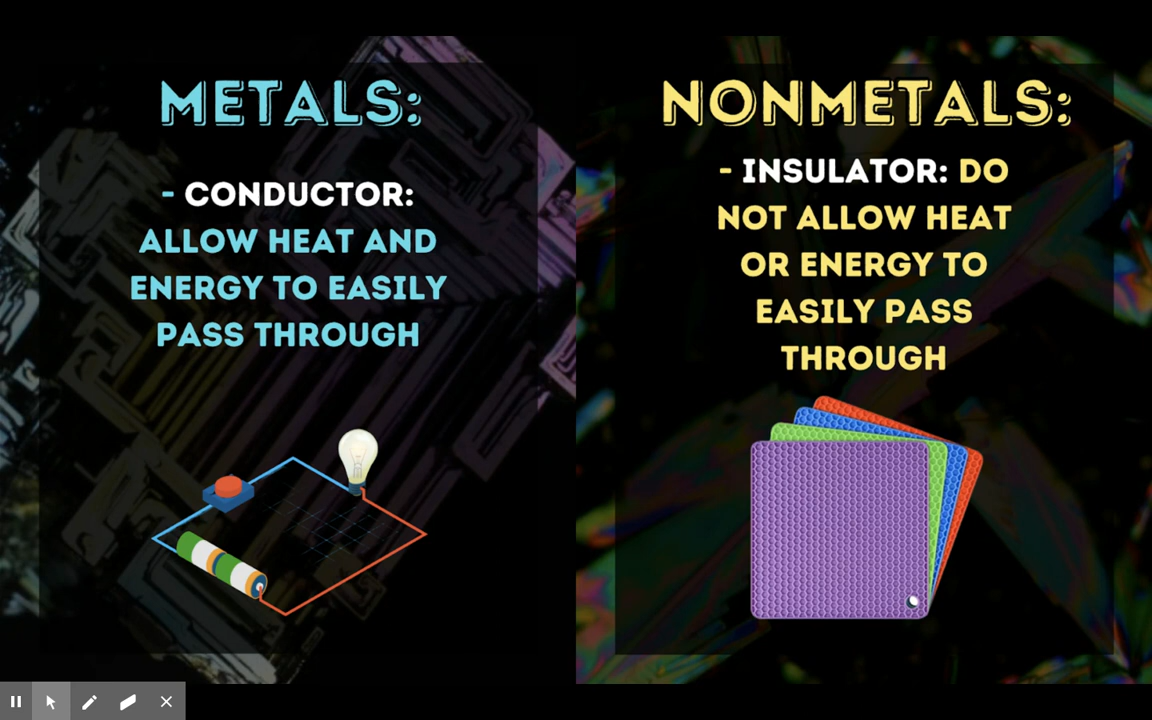 METALS:
- CONDUCTOR:
ALLOW HEAT AND
ENERGY TO EASILY
PASS THROUGH
NONMETALS:
- INSULATOR: DO
NOT ALLOW HEAT
OR ENERGY TO
EASILY PASS
THROUGH